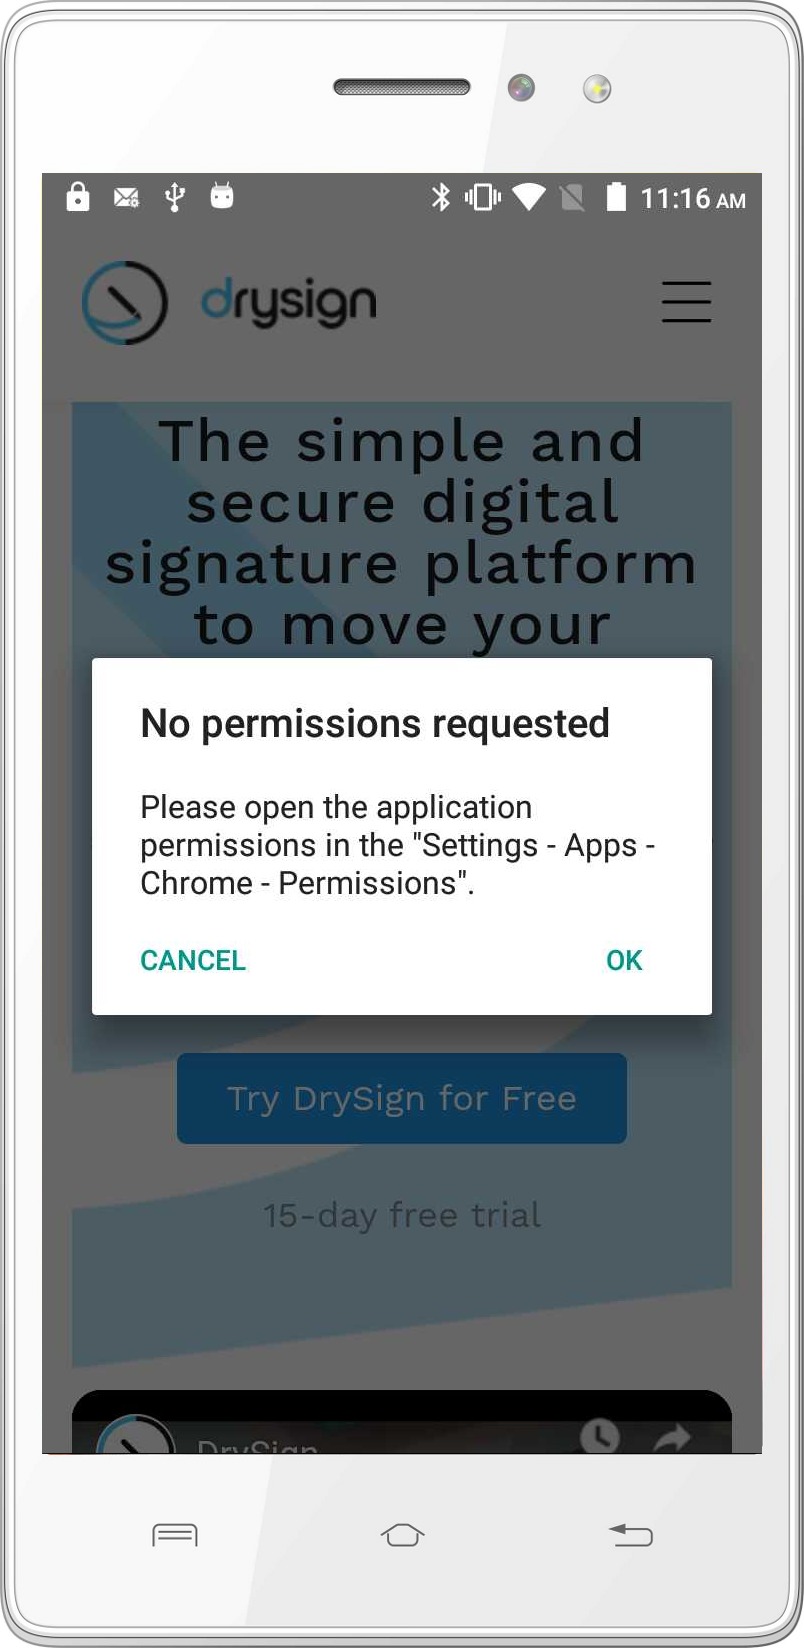 11:16 AM
drysign
The simple and
secure digital
signature platform
to move your
No permissions requested
Please open the application
permissions in the "Settings - Apps -
Chrome - Permissions".
CANCEL
OK
Try DrySign for Free
15-day free trial
DrySign